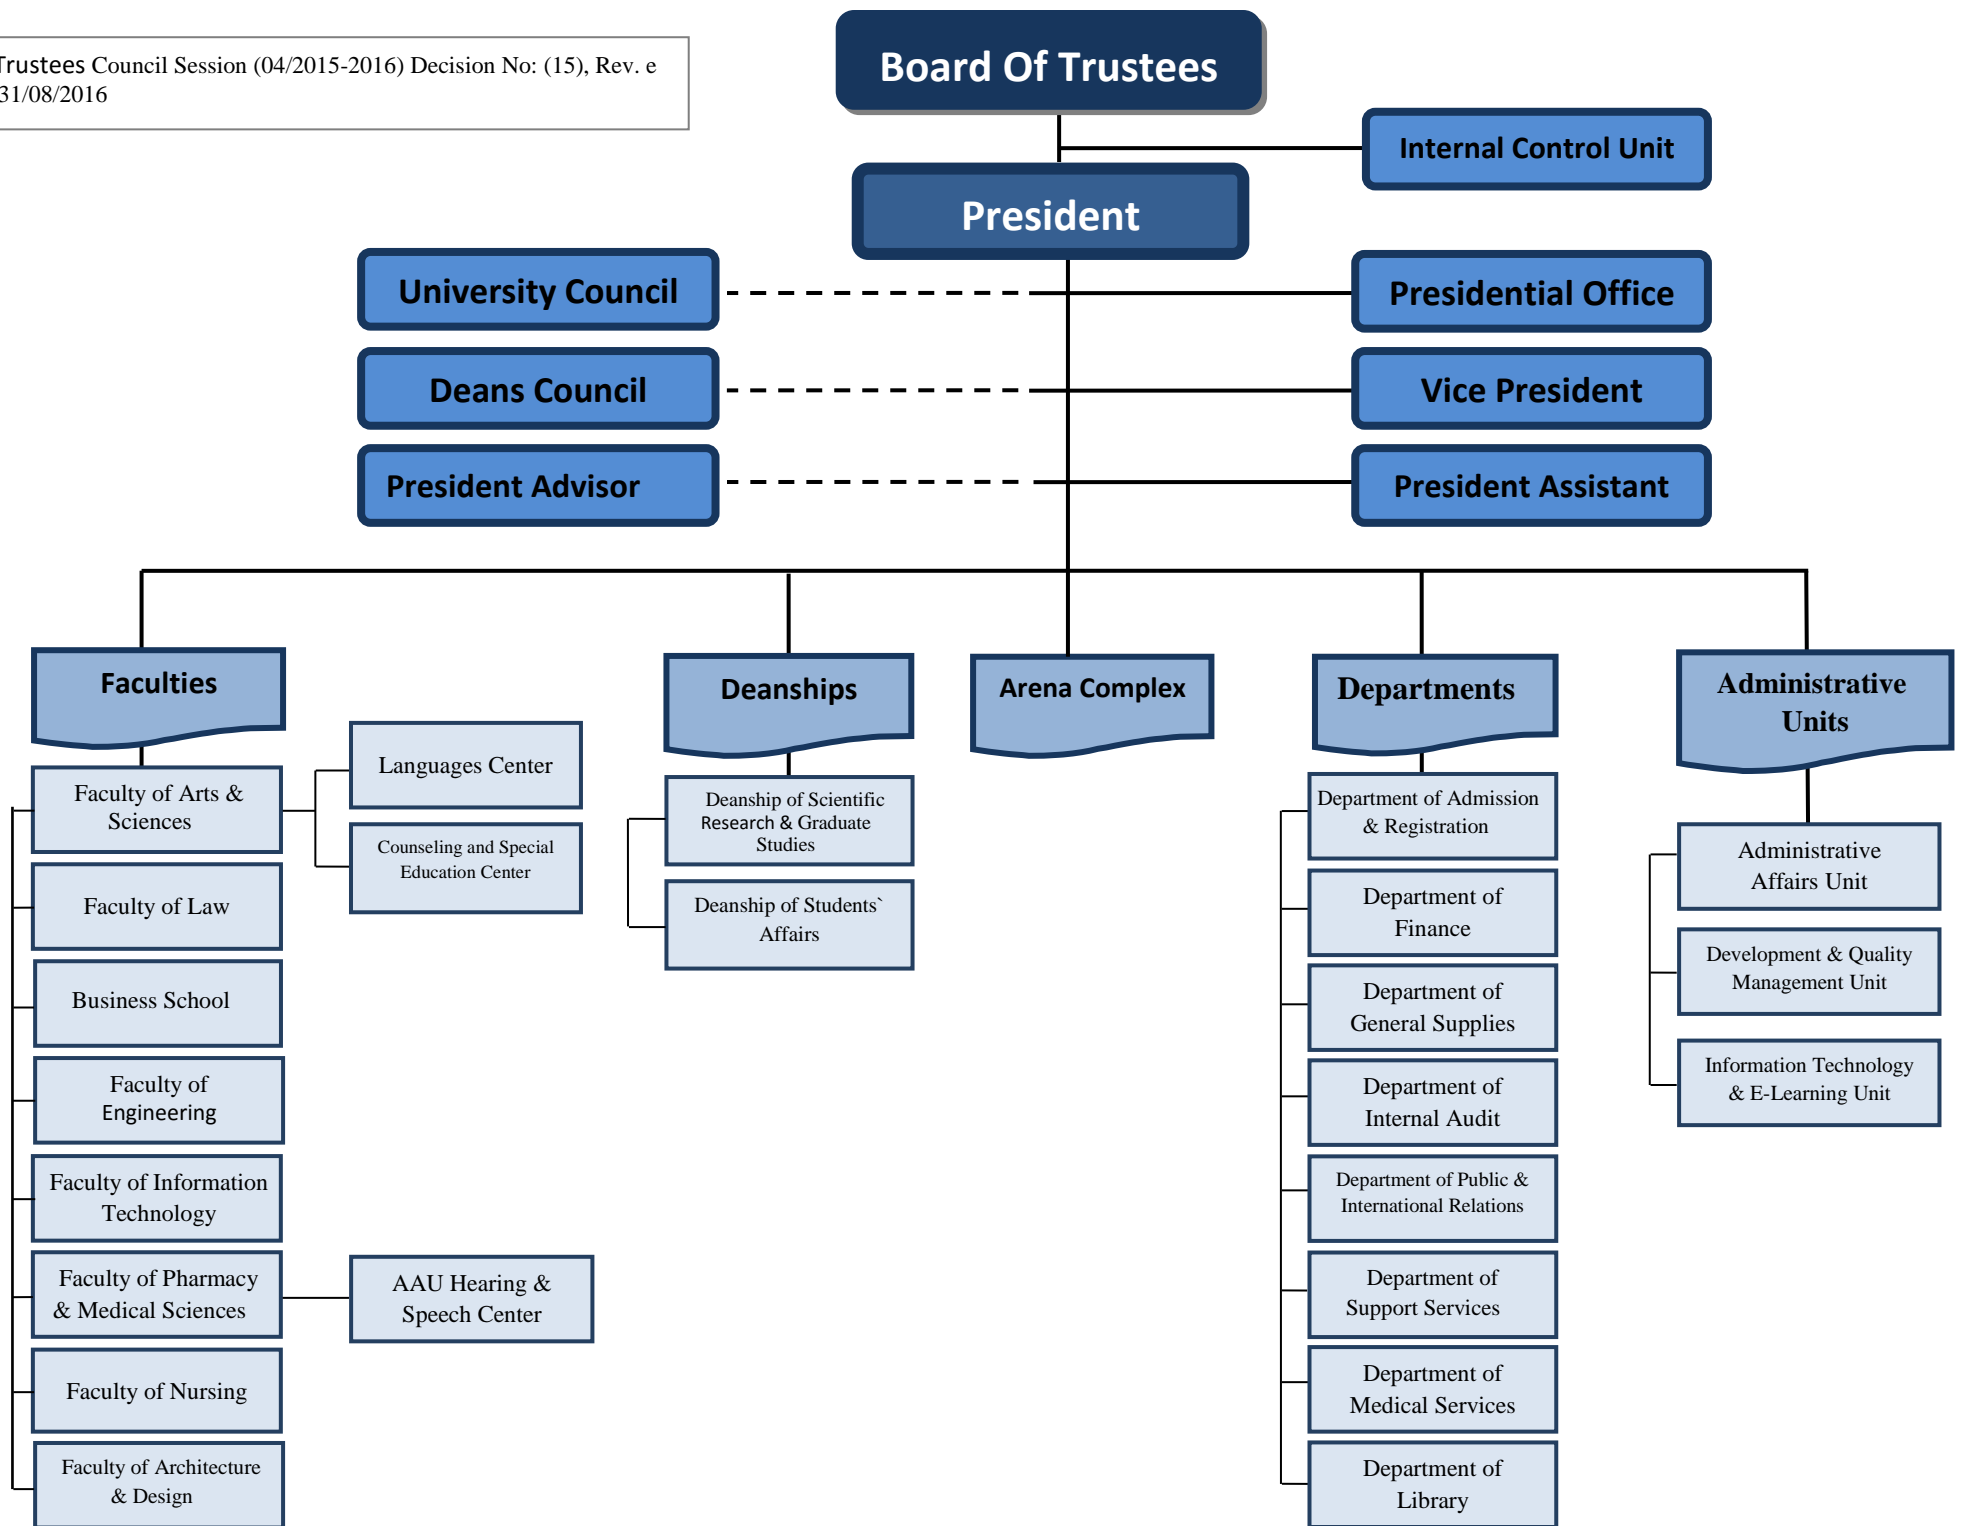 Trustees Council Session (04/2015-2016) Decision No: (15), Rev. e
31/08/2016
Board Of Trustees
Internal Control Unit
President
University Council
Presidential Office
Deans Council
Vice President
President Advisor
President Assistant
Faculties
Deanships
Arena Complex
Departments
Administrative
Units
Faculty of Arts &
Sciences
Languages Center
Counseling and Special
Education Center
Faculty of Law
Business School
Faculty of
Engineering
Faculty of Information
Technology
Faculty of Pharmacy
& Medical Sciences
AAU Hearing &
Speech Center
Faculty of Nursing
Faculty of Architecture
& Design
Deanship of Scientific
Research & Graduate
Studies
Deanship of Students`
Affairs
Department of Admission
& Registration
Department of
Finance
Department of
General Supplies
Department of
Internal Audit
Department of Public &
International Relations
Department of
Support Services
Department of
Medical Services
Department of
Library
Administrative
Affairs Unit
Development & Quality
Management Unit
Information Technology
& E-Learning Unit